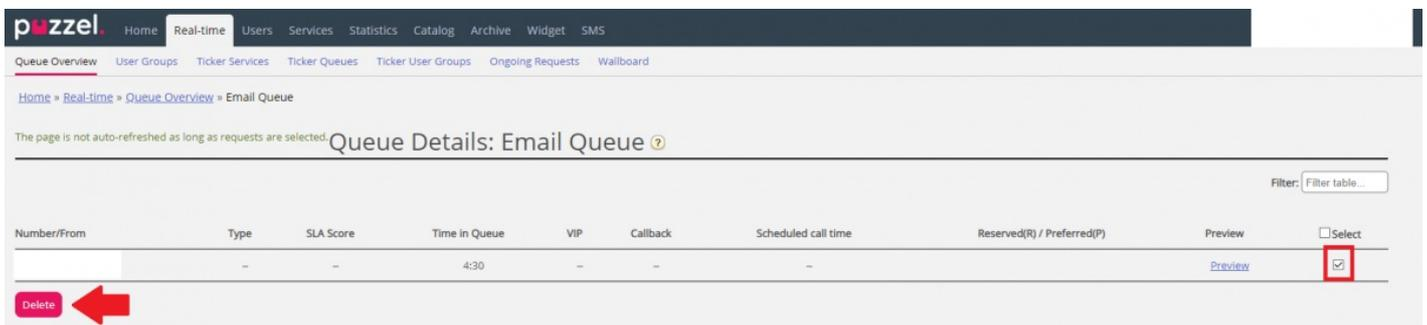 puzzel. Home Real-time Users Services Statistics Catalog Archive Widget SMS
Queue Overview User Groups Ticker Services Ticker Queues Ticker User Groups Ongoing Requests Wallboard
Home » Real-time » Queue Overview » Email Queue
The page is not auto-refreshed as long as requests are selected. Queue Details: Email Queue ?
Filter: Filter table...
Number/From Type SLA Score Time in Queue VIP Callback Scheduled call time Reserved(R) / Preferred(P) Preview Select
– – 4:30 – – – Preview
Delete